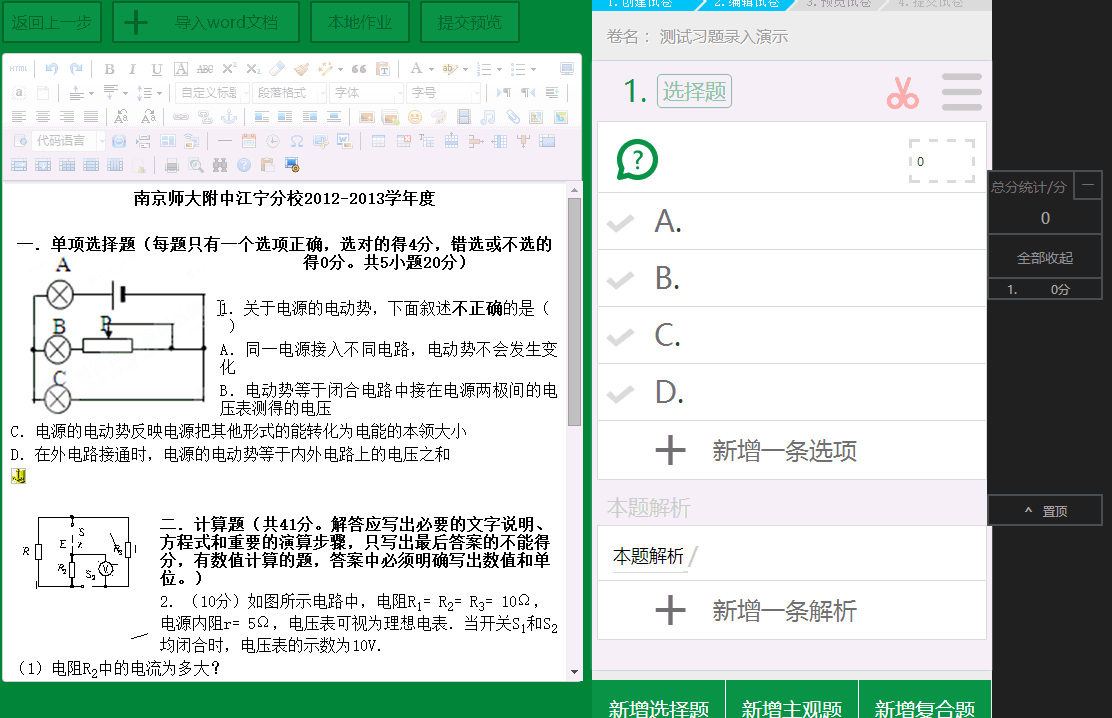 返回上一步
导入word文档
本地作业
提交预览
HTML
自定义标题
段落格式
字体
字号
代码语言
南京师大附中江宁分校2012-2013学年度
一．单项选择题（每题只有一个选项正确，选对的得4分，错选或不选的
得0分。共5小题20分）
A
B
P
C
1．关于电源的电动势，下面叙述不正确的是（
）
A．同一电源接入不同电路，电动势不会发生变
化
B．电动势等于闭合电路中接在电源两极间的电
压表测得的电压
C．电源的电动势反映电源把其他形式的能转化为电能的本领大小
D．在外电路接通时，电源的电动势等于内外电路上的电压之和
二．计算题（共41分。解答应写出必要的文字说明、
方程式和重要的演算步骤，只写出最后答案的不能得
分，有数值计算的题，答案中必须明确写出数值和单
位。）
2．（10分）如图所示电路中，电阻R1= R2= R3= 10Ω，
电源内阻r= 5Ω，电压表可视为理想电表．当开关S1和S2
均闭合时，电压表的示数为10V.
（1）电阻R2中的电流为多大？
1. 创建试卷
2. 编辑试卷
3. 预览试卷
4. 提交试卷
卷名： 测试习题录入演示
1. 选择题
?
0
A.
B.
C.
D.
新增一条选项
本题解析
本题解析
新增一条解析
新增选择题
新增主观题
新增复合题
总分统计/分
0
全部收起
1. 0分
^ 置顶